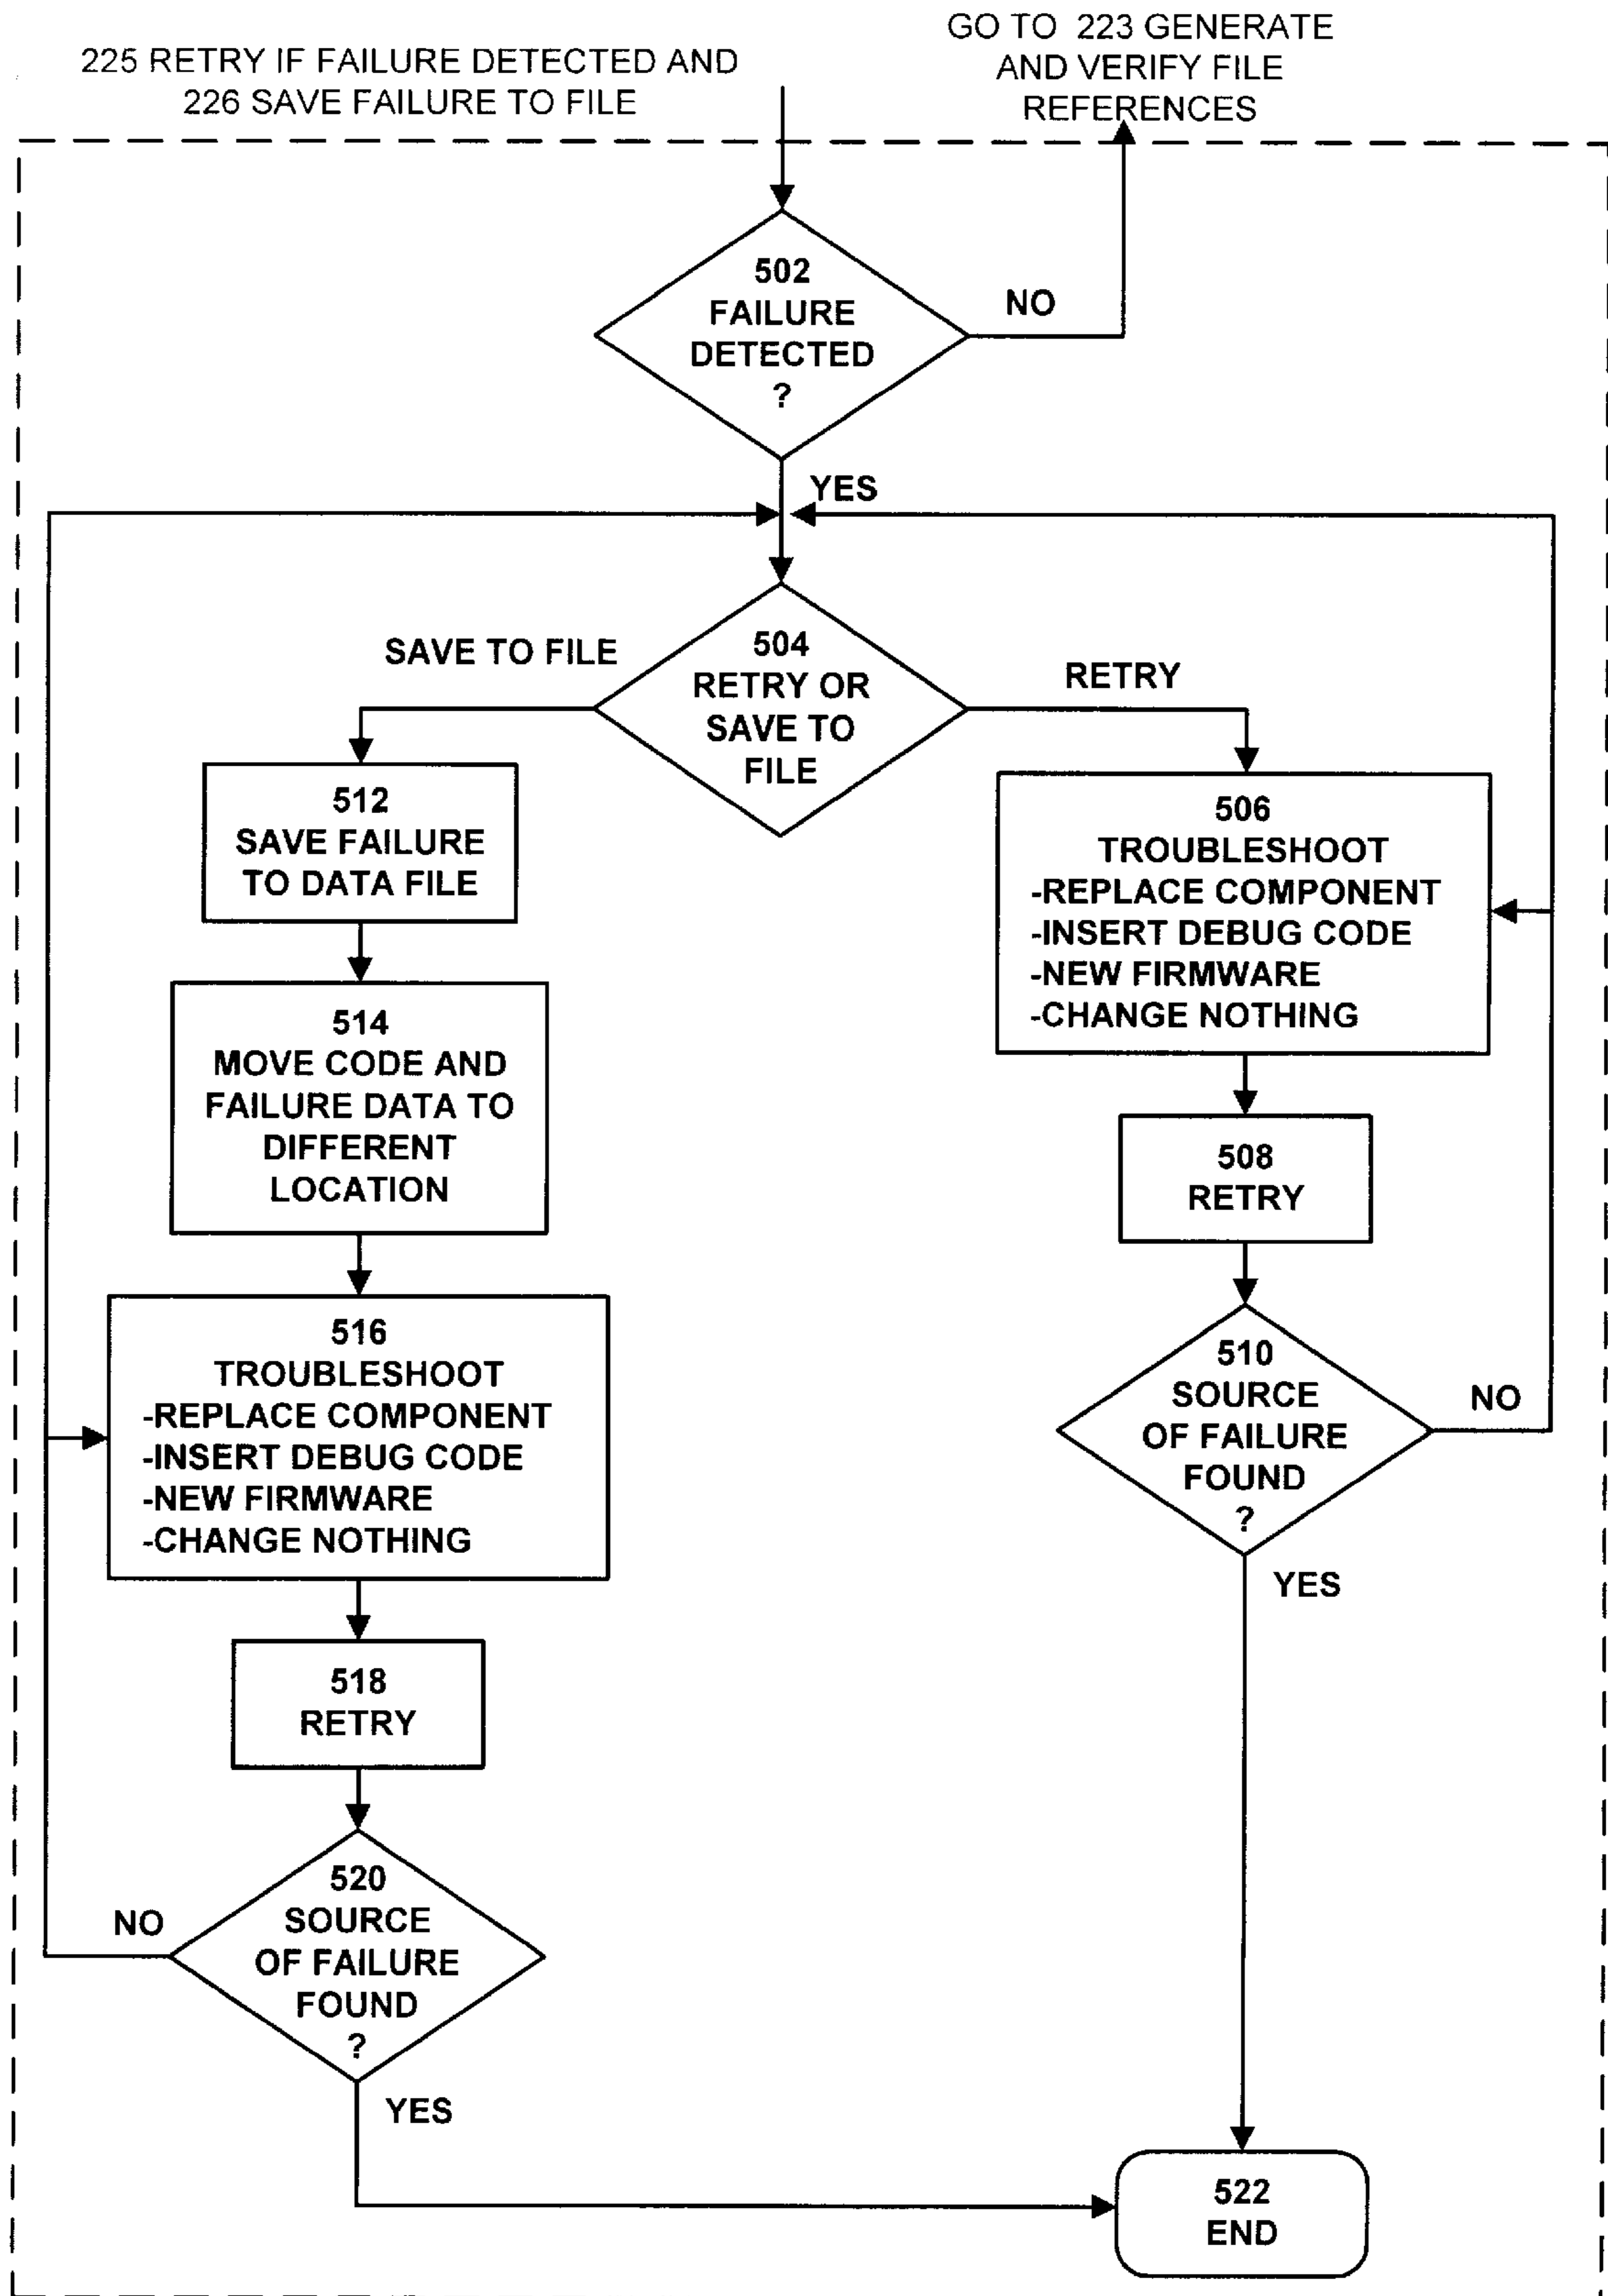 225 RETRY IF FAILURE DETECTED AND
226 SAVE FAILURE TO FILE
GO TO 223 GENERATE
AND VERIFY FILE
REFERENCES
502
FAILURE
DETECTED
?
NO
YES
504
RETRY OR
SAVE TO
FILE
SAVE TO FILE
RETRY
512
SAVE FAILURE
TO DATA FILE
514
MOVE CODE AND
FAILURE DATA TO
DIFFERENT
LOCATION
516
TROUBLESHOOT
-REPLACE COMPONENT
-INSERT DEBUG CODE
-NEW FIRMWARE
-CHANGE NOTHING
518
RETRY
520
SOURCE
OF FAILURE
FOUND
?
NO
YES
506
TROUBLESHOOT
-REPLACE COMPONENT
-INSERT DEBUG CODE
-NEW FIRMWARE
-CHANGE NOTHING
508
RETRY
510
SOURCE
OF FAILURE
FOUND
?
NO
YES
522
END